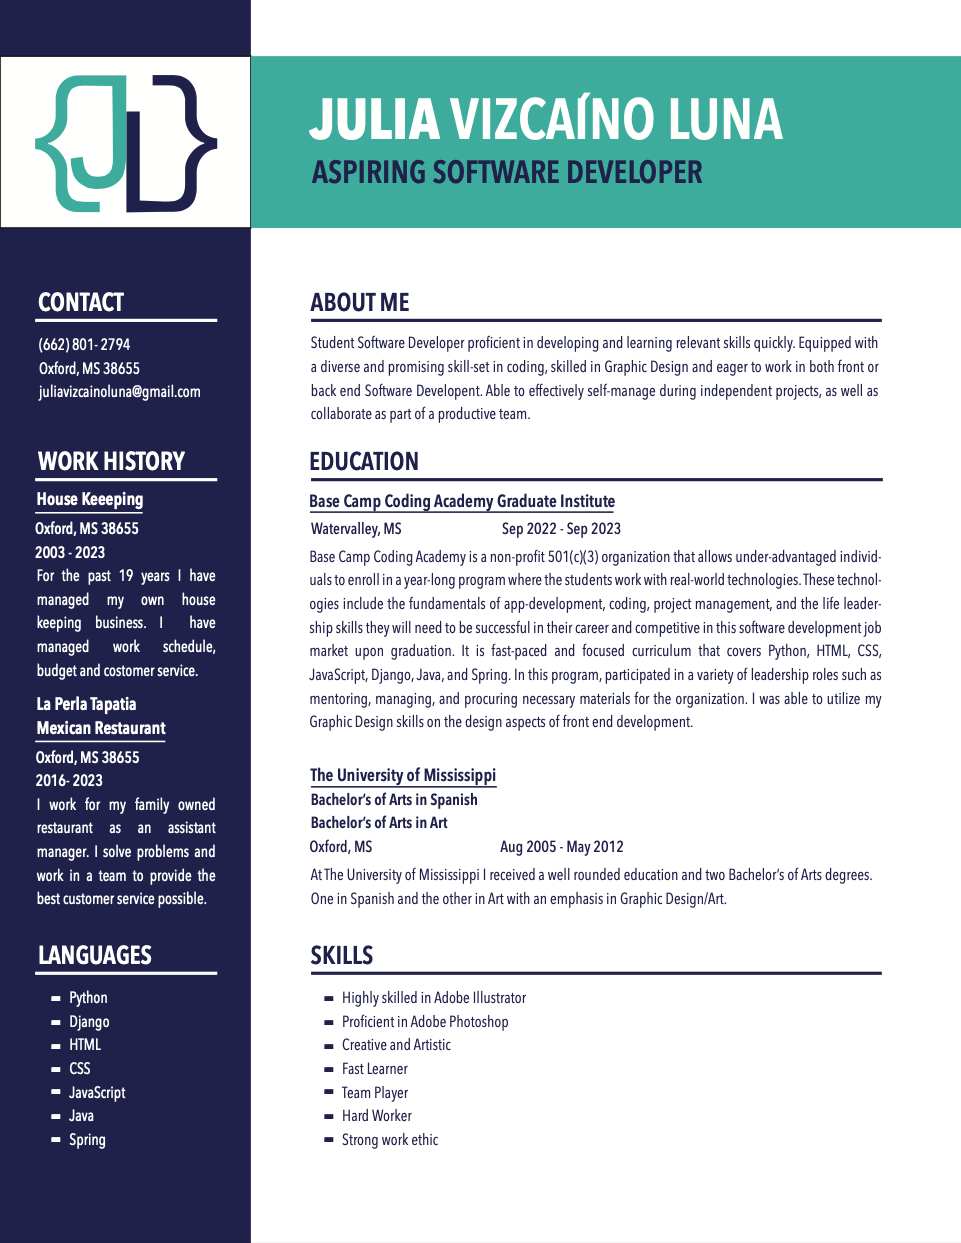 JL
JULIA VIZCAÍNO LUNA
ASPIRING SOFTWARE DEVELOPER
CONTACT
(662) 801- 2794
Oxford, MS 38655
juliavizcainoluna@gmail.com
WORK HISTORY
House Keeeping
Oxford, MS 38655
2003 - 2023
For the past 19 years I have
managed my own house
keeping business. I have
managed work schedule,
budget and costomer service.
La Perla Tapatia
Mexican Restaurant
Oxford, MS 38655
2016- 2023
I work for my family owned
restaurant as an assistant
manager. I solve problems and
work in a team to provide the
best customer service possible.
LANGUAGES
Python
Django
HTML
CSS
JavaScript
Java
Spring
ABOUT ME
Student Software Developer proficient in developing and learning relevant skills quickly. Equipped with
a diverse and promising skill-set in coding, skilled in Graphic Design and eager to work in both front or
back end Software Developent. Able to effectively self-manage during independent projects, as well as
collaborate as part of a productive team.
EDUCATION
Base Camp Coding Academy Graduate Institute
Watervalley, MS Sep 2022 - Sep 2023
Base Camp Coding Academy is a non-profit 501(c)(3) organization that allows under-advantaged individ-
uals to enroll in a year-long program where the students work with real-world technologies. These technol-
ogies include the fundamentals of app-development, coding, project management, and the life leader-
ship skills they will need to be successful in their career and competitive in this software development job
market upon graduation. It is fast-paced and focused curriculum that covers Python, HTML, CSS,
JavaScript, Django, Java, and Spring. In this program, participated in a variety of leadership roles such as
mentoring, managing, and procuring necessary materials for the organization. I was able to utilize my
Graphic Design skills on the design aspects of front end development.
The University of Mississippi
Bachelor's of Arts in Spanish
Bachelor's of Arts in Art
Oxford, MS Aug 2005 - May 2012
At The University of Mississippi I received a well rounded education and two Bachelor's of Arts degrees.
One in Spanish and the other in Art with an emphasis in Graphic Design/Art.
SKILLS
Highly skilled in Adobe Illustrator
Proficient in Adobe Photoshop
Creative and Artistic
Fast Learner
Team Player
Hard Worker
Strong work ethic